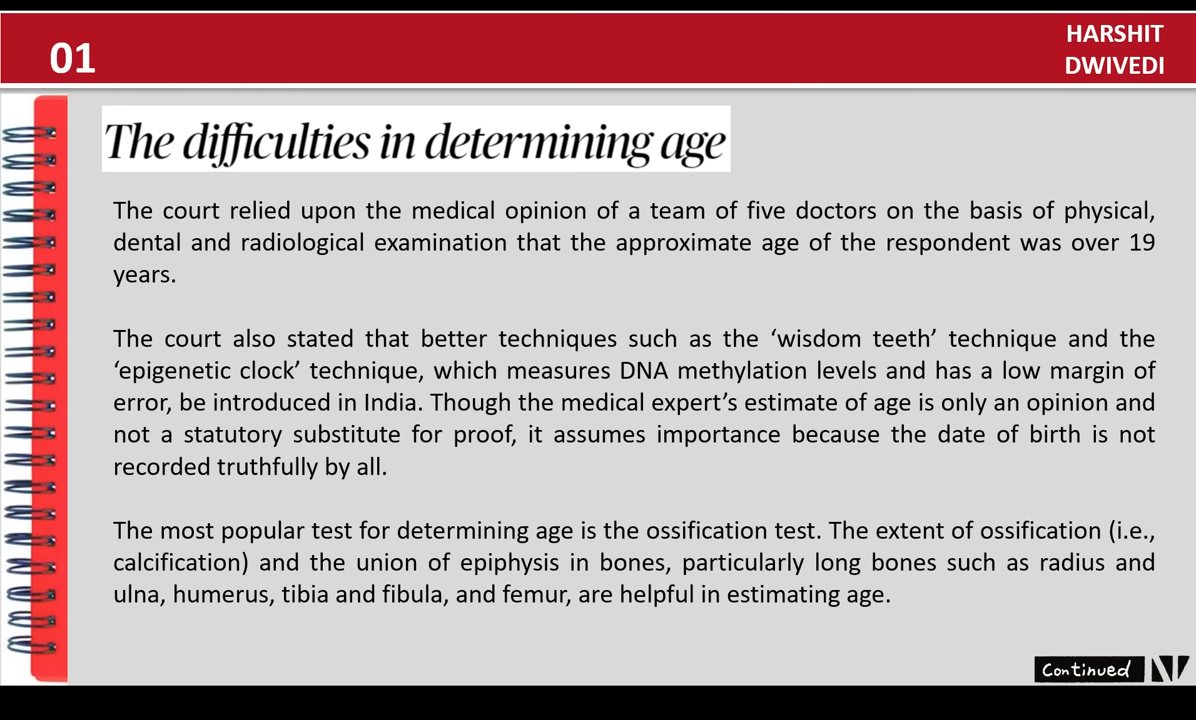 01
HARSHIT
DWIVEDI
The difficulties in determining age
The court relied upon the medical opinion of a team of five doctors on the basis of physical,
dental and radiological examination that the approximate age of the respondent was over 19
years.
The court also stated that better techniques such as the ‘wisdom teeth’ technique and the
‘epigenetic clock’ technique, which measures DNA methylation levels and has a low margin of
error, be introduced in India. Though the medical expert’s estimate of age is only an opinion and
not a statutory substitute for proof, it assumes importance because the date of birth is not
recorded truthfully by all.
The most popular test for determining age is the ossification test. The extent of ossification (i.e.,
calcification) and the union of epiphysis in bones, particularly long bones such as radius and
ulna, humerus, tibia and fibula, and femur, are helpful in estimating age.
Continued